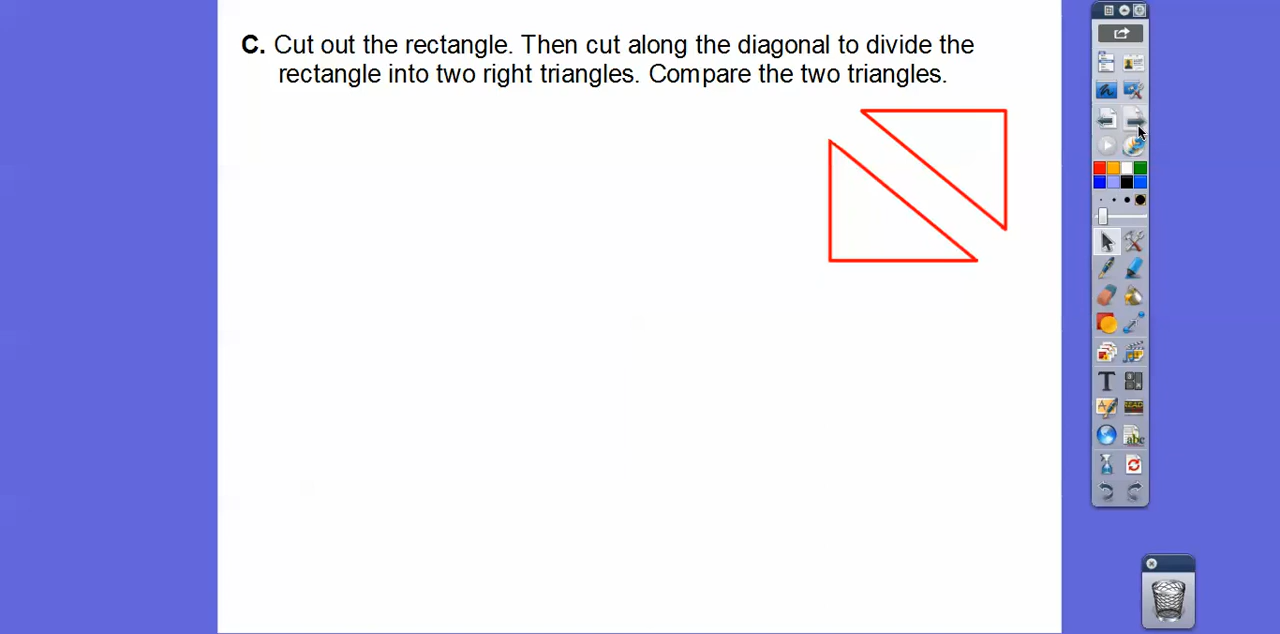 C. Cut out the rectangle. Then cut along the diagonal to divide the
rectangle into two right triangles. Compare the two triangles.